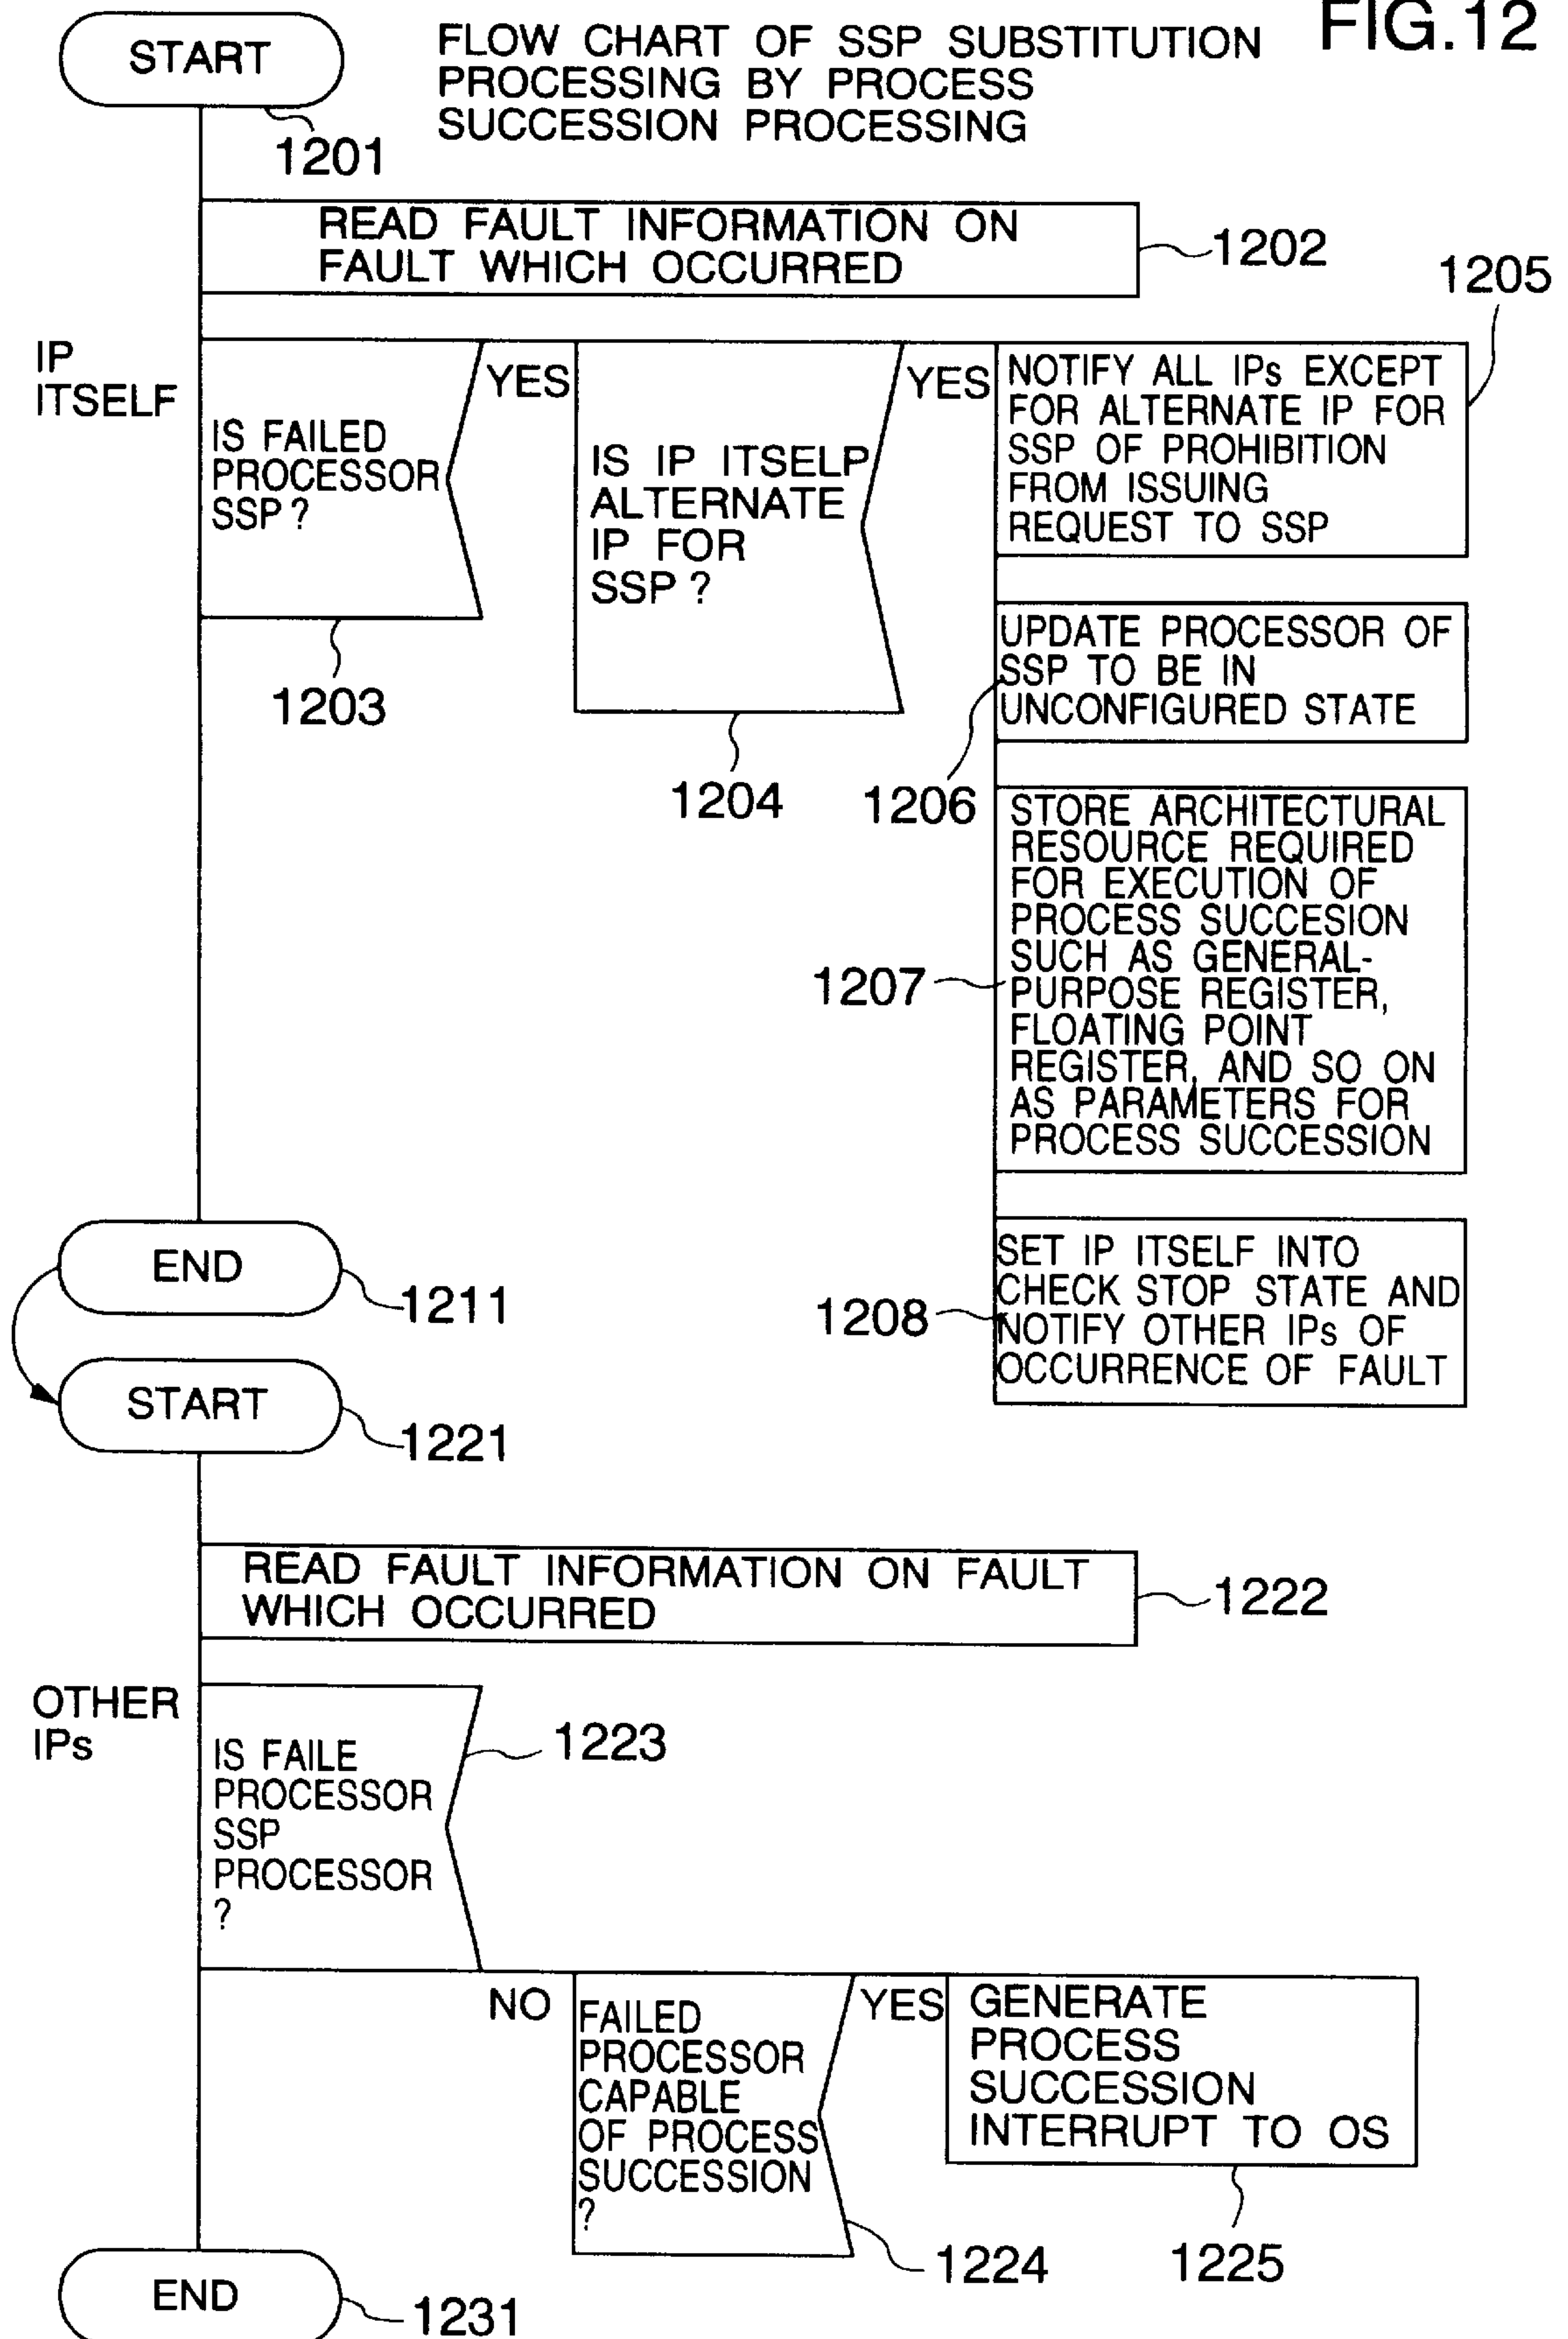 FIG.12
START
FLOW CHART OF SSP SUBSTITUTION
PROCESSING BY PROCESS
SUCCESSION PROCESSING
1201
READ FAULT INFORMATION ON
FAULT WHICH OCCURRED
1202
1205
IP
ITSELF
IS FAILED
PROCESSOR
SSP ?
YES
1203
IS IP ITSELP
ALTERNATE
IP FOR
SSP ?
YES
1204
NOTIFY ALL IPs EXCEPT
FOR ALTERNATE IP FOR
SSP OF PROHIBITION
FROM ISSUING
REQUEST TO SSP
UPDATE PROCESSOR OF
SSP TO BE IN
UNCONFIGURED STATE
1206
STORE ARCHITECTURAL
RESOURCE REQUIRED
FOR EXECUTION OF
PROCESS SUCCESION
SUCH AS GENERAL-
PURPOSE REGISTER,
FLOATING POINT
REGISTER, AND SO ON
AS PARAMETERS FOR
PROCESS SUCCESSION
1207
SET IP ITSELF INTO
CHECK STOP STATE AND
NOTIFY OTHER IPs OF
OCCURRENCE OF FAULT
1208
END
1211
START
1221
READ FAULT INFORMATION ON FAULT
WHICH OCCURRED
1222
OTHER
IPs
IS FAILE
PROCESSOR
SSP
PROCESSOR
?
1223
NO
FAILED
PROCESSOR
CAPABLE
OF PROCESS
SUCCESSION
?
YES
1224
GENERATE
PROCESS
SUCCESSION
INTERRUPT TO OS
1225
END
1231